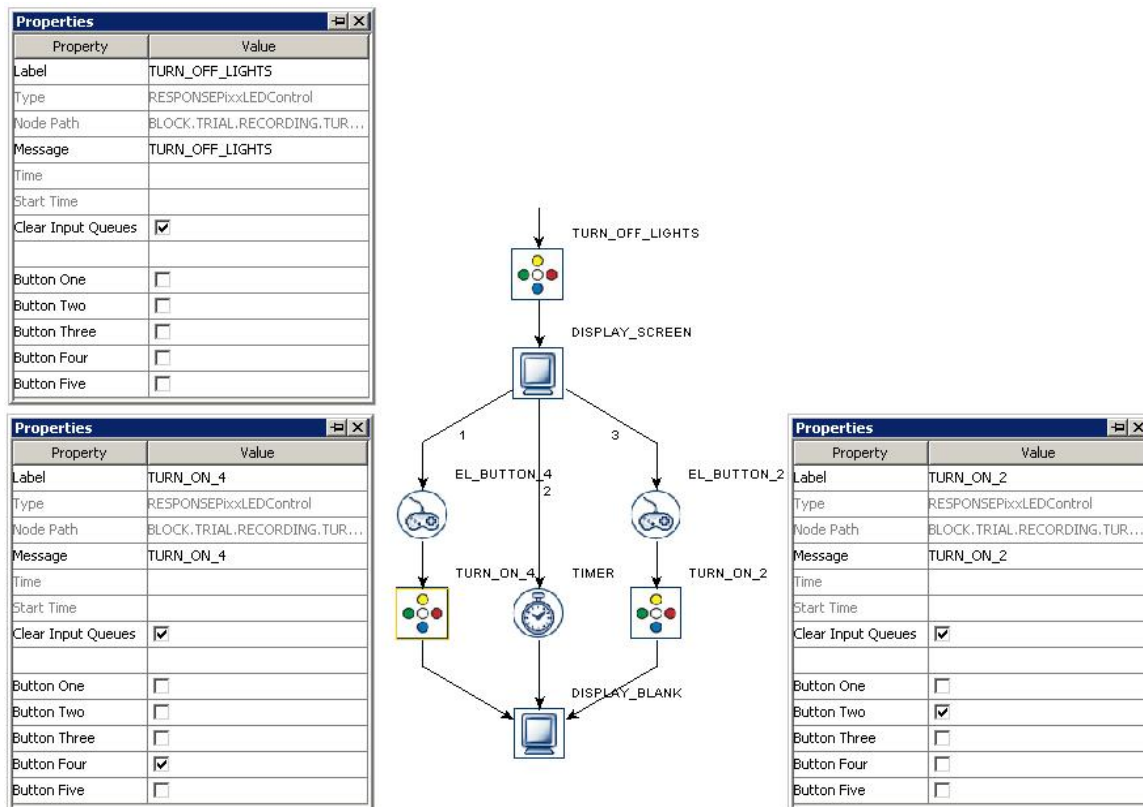 Properties
Property Value
Label TURN_OFF_LIGHTS
Type RESPONSEPixxLEDControl
Node Path BLOCK.TRIAL.RECORDING.TUR...
Message TURN_OFF_LIGHTS
Time
Start Time
Clear Input Queues
Button One
Button Two
Button Three
Button Four
Button Five
TURN_OFF_LIGHTS
DISPLAY_SCREEN
1
3
EL_BUTTON_4
2
EL_BUTTON_2
TURN_ON_4
TIMER
TURN_ON_2
DISPLAY_BLANK
Properties
Property Value
Label TURN_ON_4
Type RESPONSEPixxLEDControl
Node Path BLOCK.TRIAL.RECORDING.TUR...
Message TURN_ON_4
Time
Start Time
Clear Input Queues
Button One
Button Two
Button Three
Button Four
Button Five
Properties
Property Value
Label TURN_ON_2
Type RESPONSEPixxLEDControl
Node Path BLOCK.TRIAL.RECORDING.TUR...
Message TURN_ON_2
Time
Start Time
Clear Input Queues
Button One
Button Two
Button Three
Button Four
Button Five